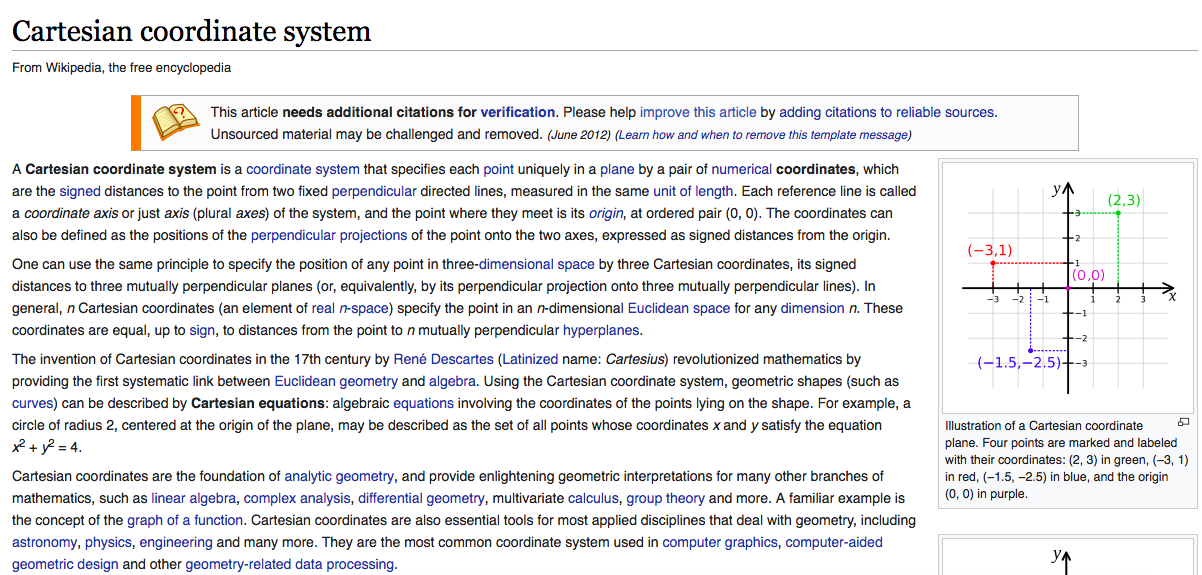 Cartesian coordinate system
From Wikipedia, the free encyclopedia
This article needs additional citations for verification. Please help improve this article by adding citations to reliable sources.
Unsourced material may be challenged and removed. (June 2012) (Learn how and when to remove this template message)
A Cartesian coordinate system is a coordinate system that specifies each point uniquely in a plane by a pair of numerical coordinates, which
are the signed distances to the point from two fixed perpendicular directed lines, measured in the same unit of length. Each reference line is called
a coordinate axis or just axis (plural axes) of the system, and the point where they meet is its origin, at ordered pair (0, 0). The coordinates can
also be defined as the positions of the perpendicular projections of the point onto the two axes, expressed as signed distances from the origin.
One can use the same principle to specify the position of any point in three-dimensional space by three Cartesian coordinates, its signed
distances to three mutually perpendicular planes (or, equivalently, by its perpendicular projection onto three mutually perpendicular lines). In
general, n Cartesian coordinates (an element of real n-space) specify the point in an n-dimensional Euclidean space for any dimension n. These
coordinates are equal, up to sign, to distances from the point to n mutually perpendicular hyperplanes.
The invention of Cartesian coordinates in the 17th century by René Descartes (Latinized name: Cartesius) revolutionized mathematics by
providing the first systematic link between Euclidean geometry and algebra. Using the Cartesian coordinate system, geometric shapes (such as
curves) can be described by Cartesian equations: algebraic equations involving the coordinates of the points lying on the shape. For example, a
circle of radius 2, centered at the origin of the plane, may be described as the set of all points whose coordinates x and y satisfy the equation
x² + y² = 4.
Cartesian coordinates are the foundation of analytic geometry, and provide enlightening geometric interpretations for many other branches of
mathematics, such as linear algebra, complex analysis, differential geometry, multivariate calculus, group theory and more. A familiar example is
the concept of the graph of a function. Cartesian coordinates are also essential tools for most applied disciplines that deal with geometry, including
astronomy, physics, engineering and many more. They are the most common coordinate system used in computer graphics, computer-aided
geometric design and other geometry-related data processing.
y
(2,3)
3
2
(−3,1)
1
(0,0)
−3 −2 −1 1 2 3 x
−1
−2
(−1.5,−2.5) −3
Illustration of a Cartesian coordinate
plane. Four points are marked and labeled
with their coordinates: (2, 3) in green, (−3, 1)
in red, (−1.5, −2.5) in blue, and the origin
(0, 0) in purple.
y